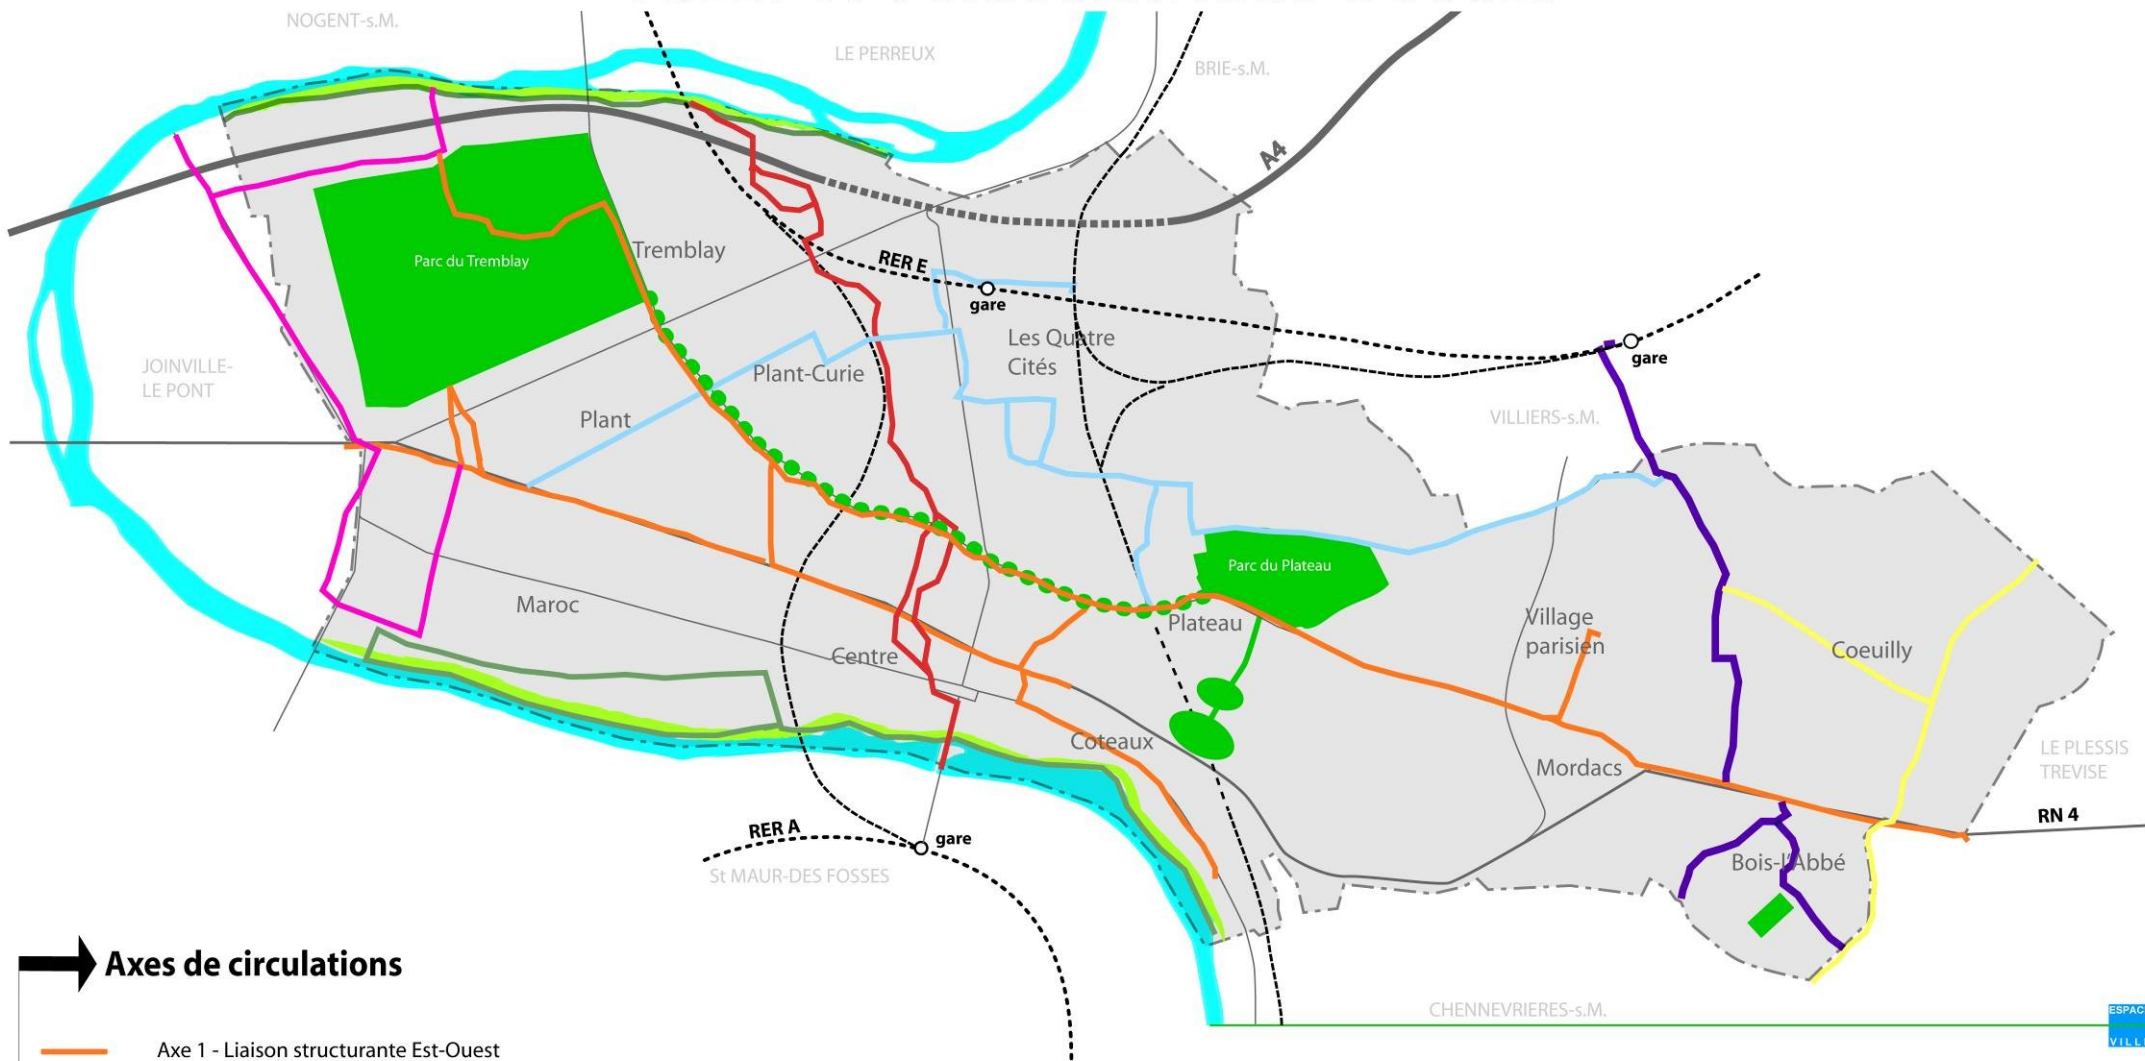 NOGENT-s.M.
LE PERREUX
BRIE-s.M.
A4
Parc du Tremblay
Tremblay
RER E
gare
Les Quatre
Cités
gare
JOINVILLE-
LE PONT
Plant-Curie
Plant
VILLIERS-s.M.
Parc du Plateau
Maroc
Plateau
Village
parisien
Coeuilly
Centre
Coteaux
Mordacs
LE PLESSIS
TREVISE
RN 4
RER A
gare
Bois-l'Abbé
St MAUR-DES FOSSES
Axes de circulations
CHENNEVRIERES-s.M.
ESPAC
VILL
Axe 1 - Liaison structurante Est-Ouest